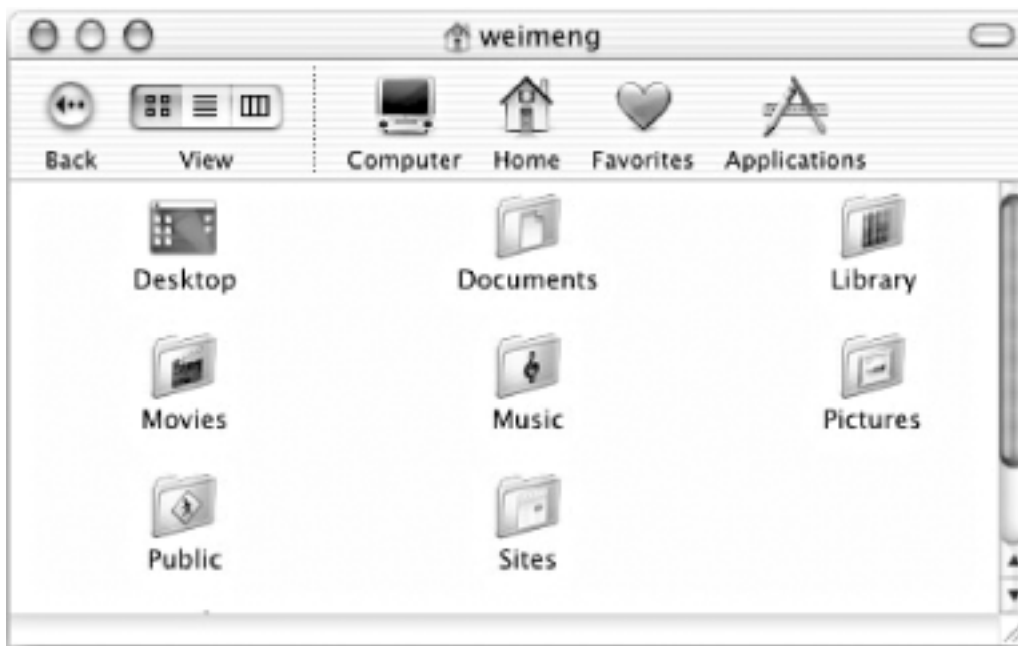 weimeng
Back View Computer Home Favorites Applications
Desktop Documents Library
Movies Music Pictures
Public Sites